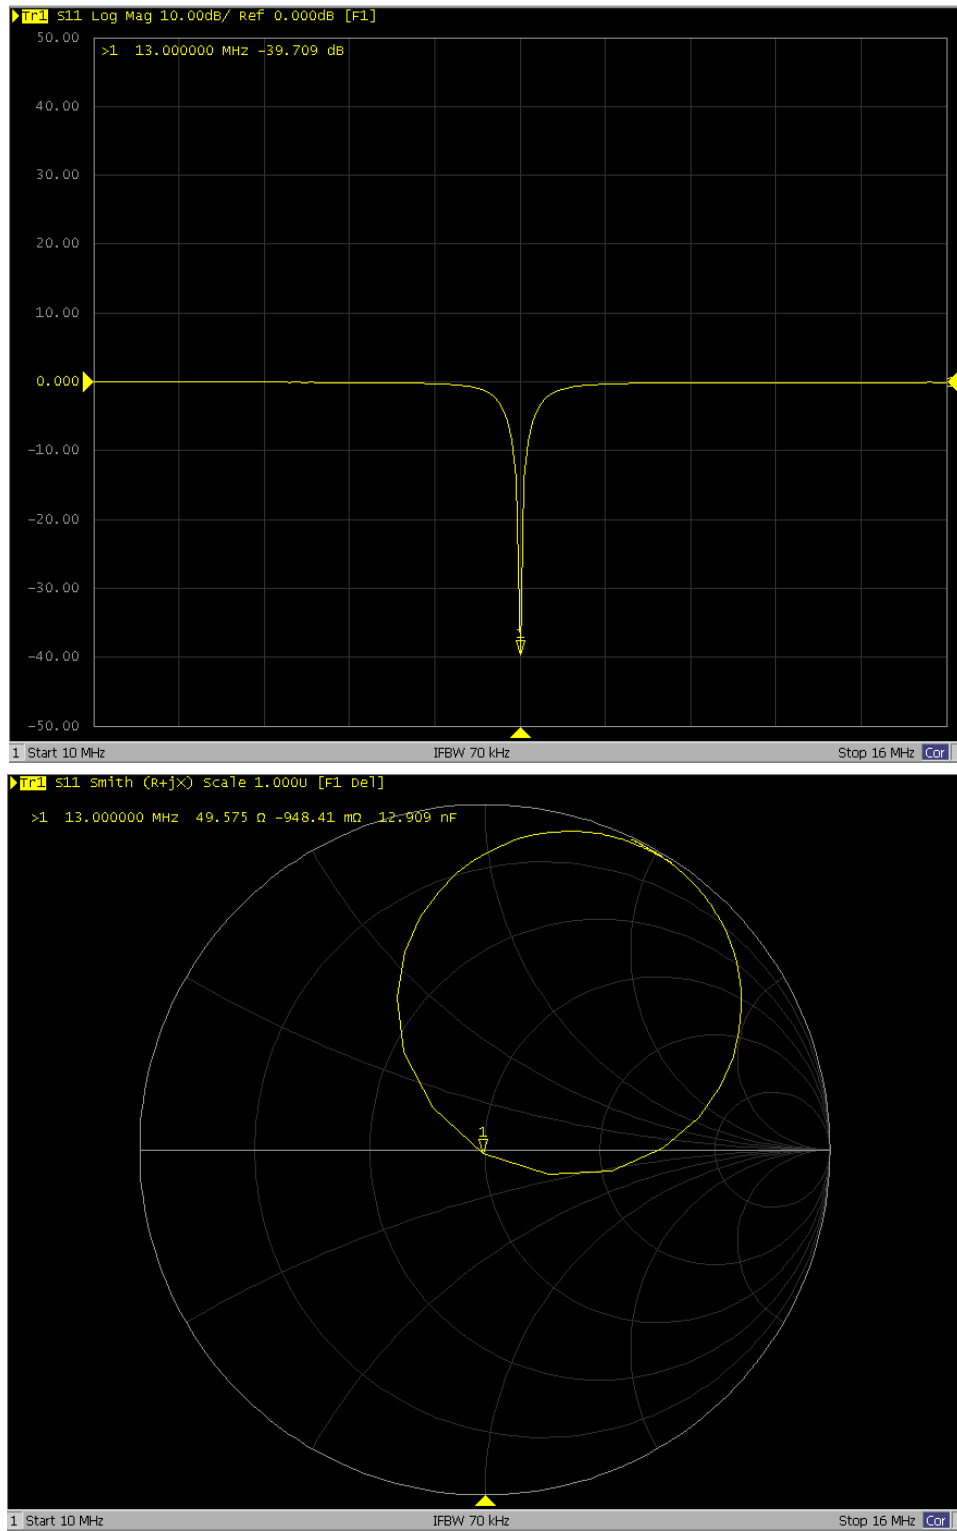 Tr1 S11 Log Mag 10.00dB/ Ref 0.000dB [F1]
50.00
>1 13.000000 MHz -39.709 dB
40.00
30.00
20.00
10.00
0.000
-10.00
-20.00
-30.00
-40.00
-50.00
1 Start 10 MHz IFBW 70 kHz Stop 16 MHz Cor
Tr1 S11 Smith (R+jX) Scale 1.000U [F1 Del]
>1 13.000000 MHz 49.575 Ω -948.41 mΩ 12.909 nF
1
1 Start 10 MHz IFBW 70 kHz Stop 16 MHz Cor